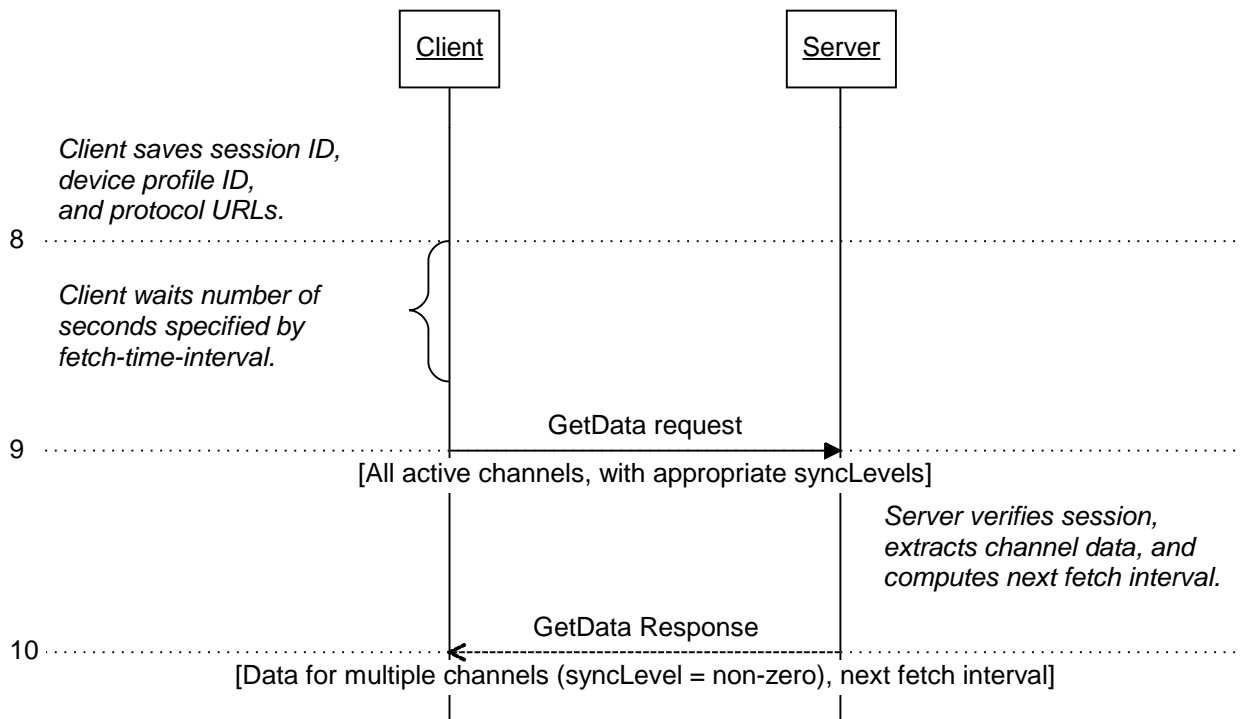 Client
Server
Client saves session ID,
device profile ID,
and protocol URLs.
8
Client waits number of
seconds specified by
fetch-time-interval.
GetData request
9
[All active channels, with appropriate syncLevels]
Server verifies session,
extracts channel data, and
computes next fetch interval.
GetData Response
10
[Data for multiple channels (syncLevel = non-zero), next fetch interval]